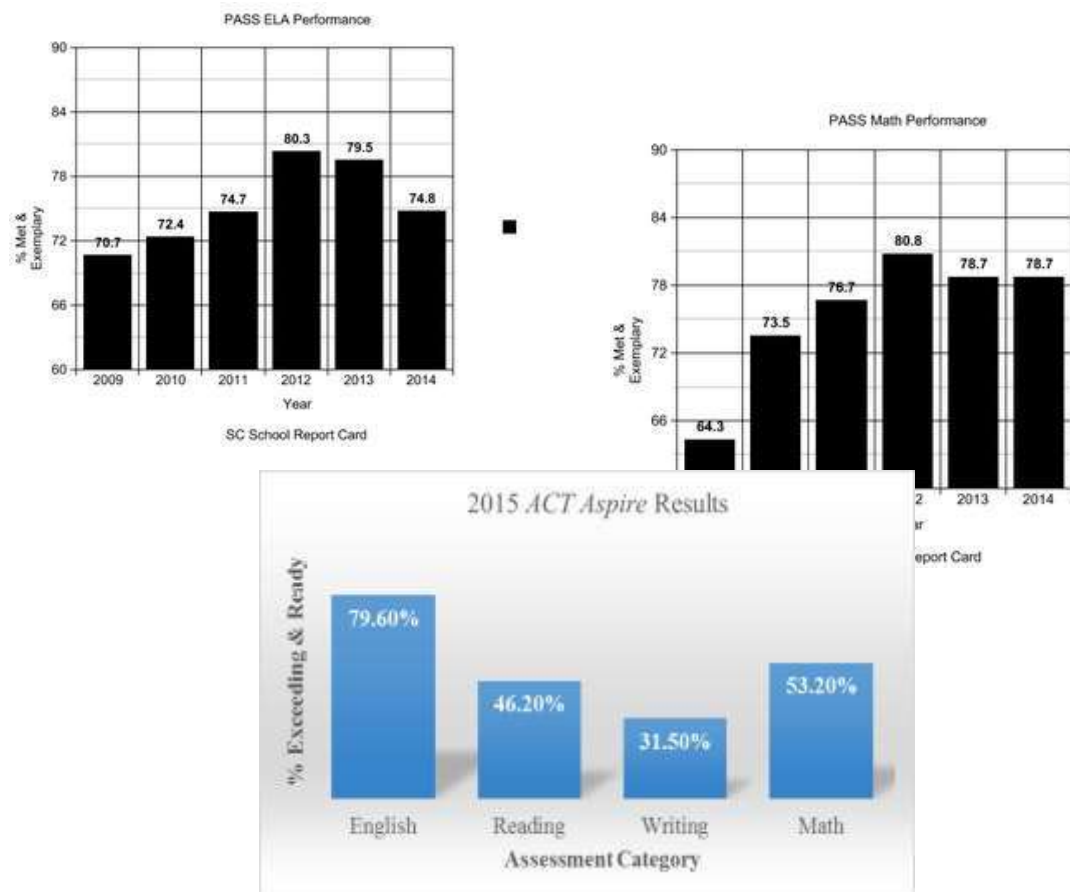 PASS ELA Performance
90
84
78
72
66
60
% Met &
Exemplary
70.7
72.4
74.7
80.3
79.5
74.8
2009 2010 2011 2012 2013 2014
Year
SC School Report Card
PASS Math Performance
90
84
78
72
66
% Met &
Exemplary
64.3
73.5
76.7
80.8
78.7
78.7
2 2013 2014
ar
eport Card
2015 ACT Aspire Results
% Exceeding & Ready
79.60%
46.20%
31.50%
53.20%
English Reading Writing Math
Assessment Category